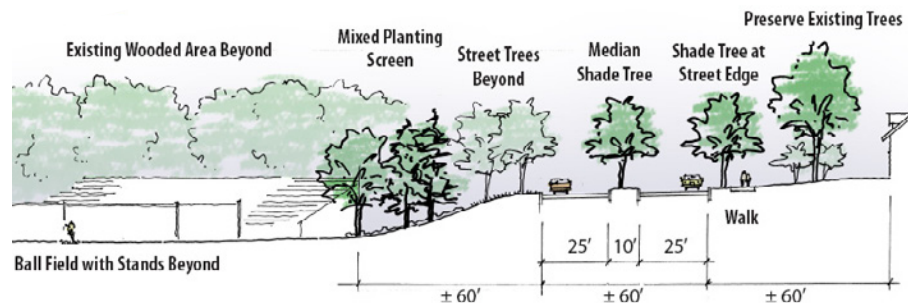 Preserve Existing Trees
Existing Wooded Area Beyond
Mixed Planting
Screen
Street Trees
Beyond
Median
Shade Tree
Shade Tree at
Street Edge
Walk
25′ 10′ 25′
Ball Field with Stands Beyond
± 60′ ± 60′ ± 60′